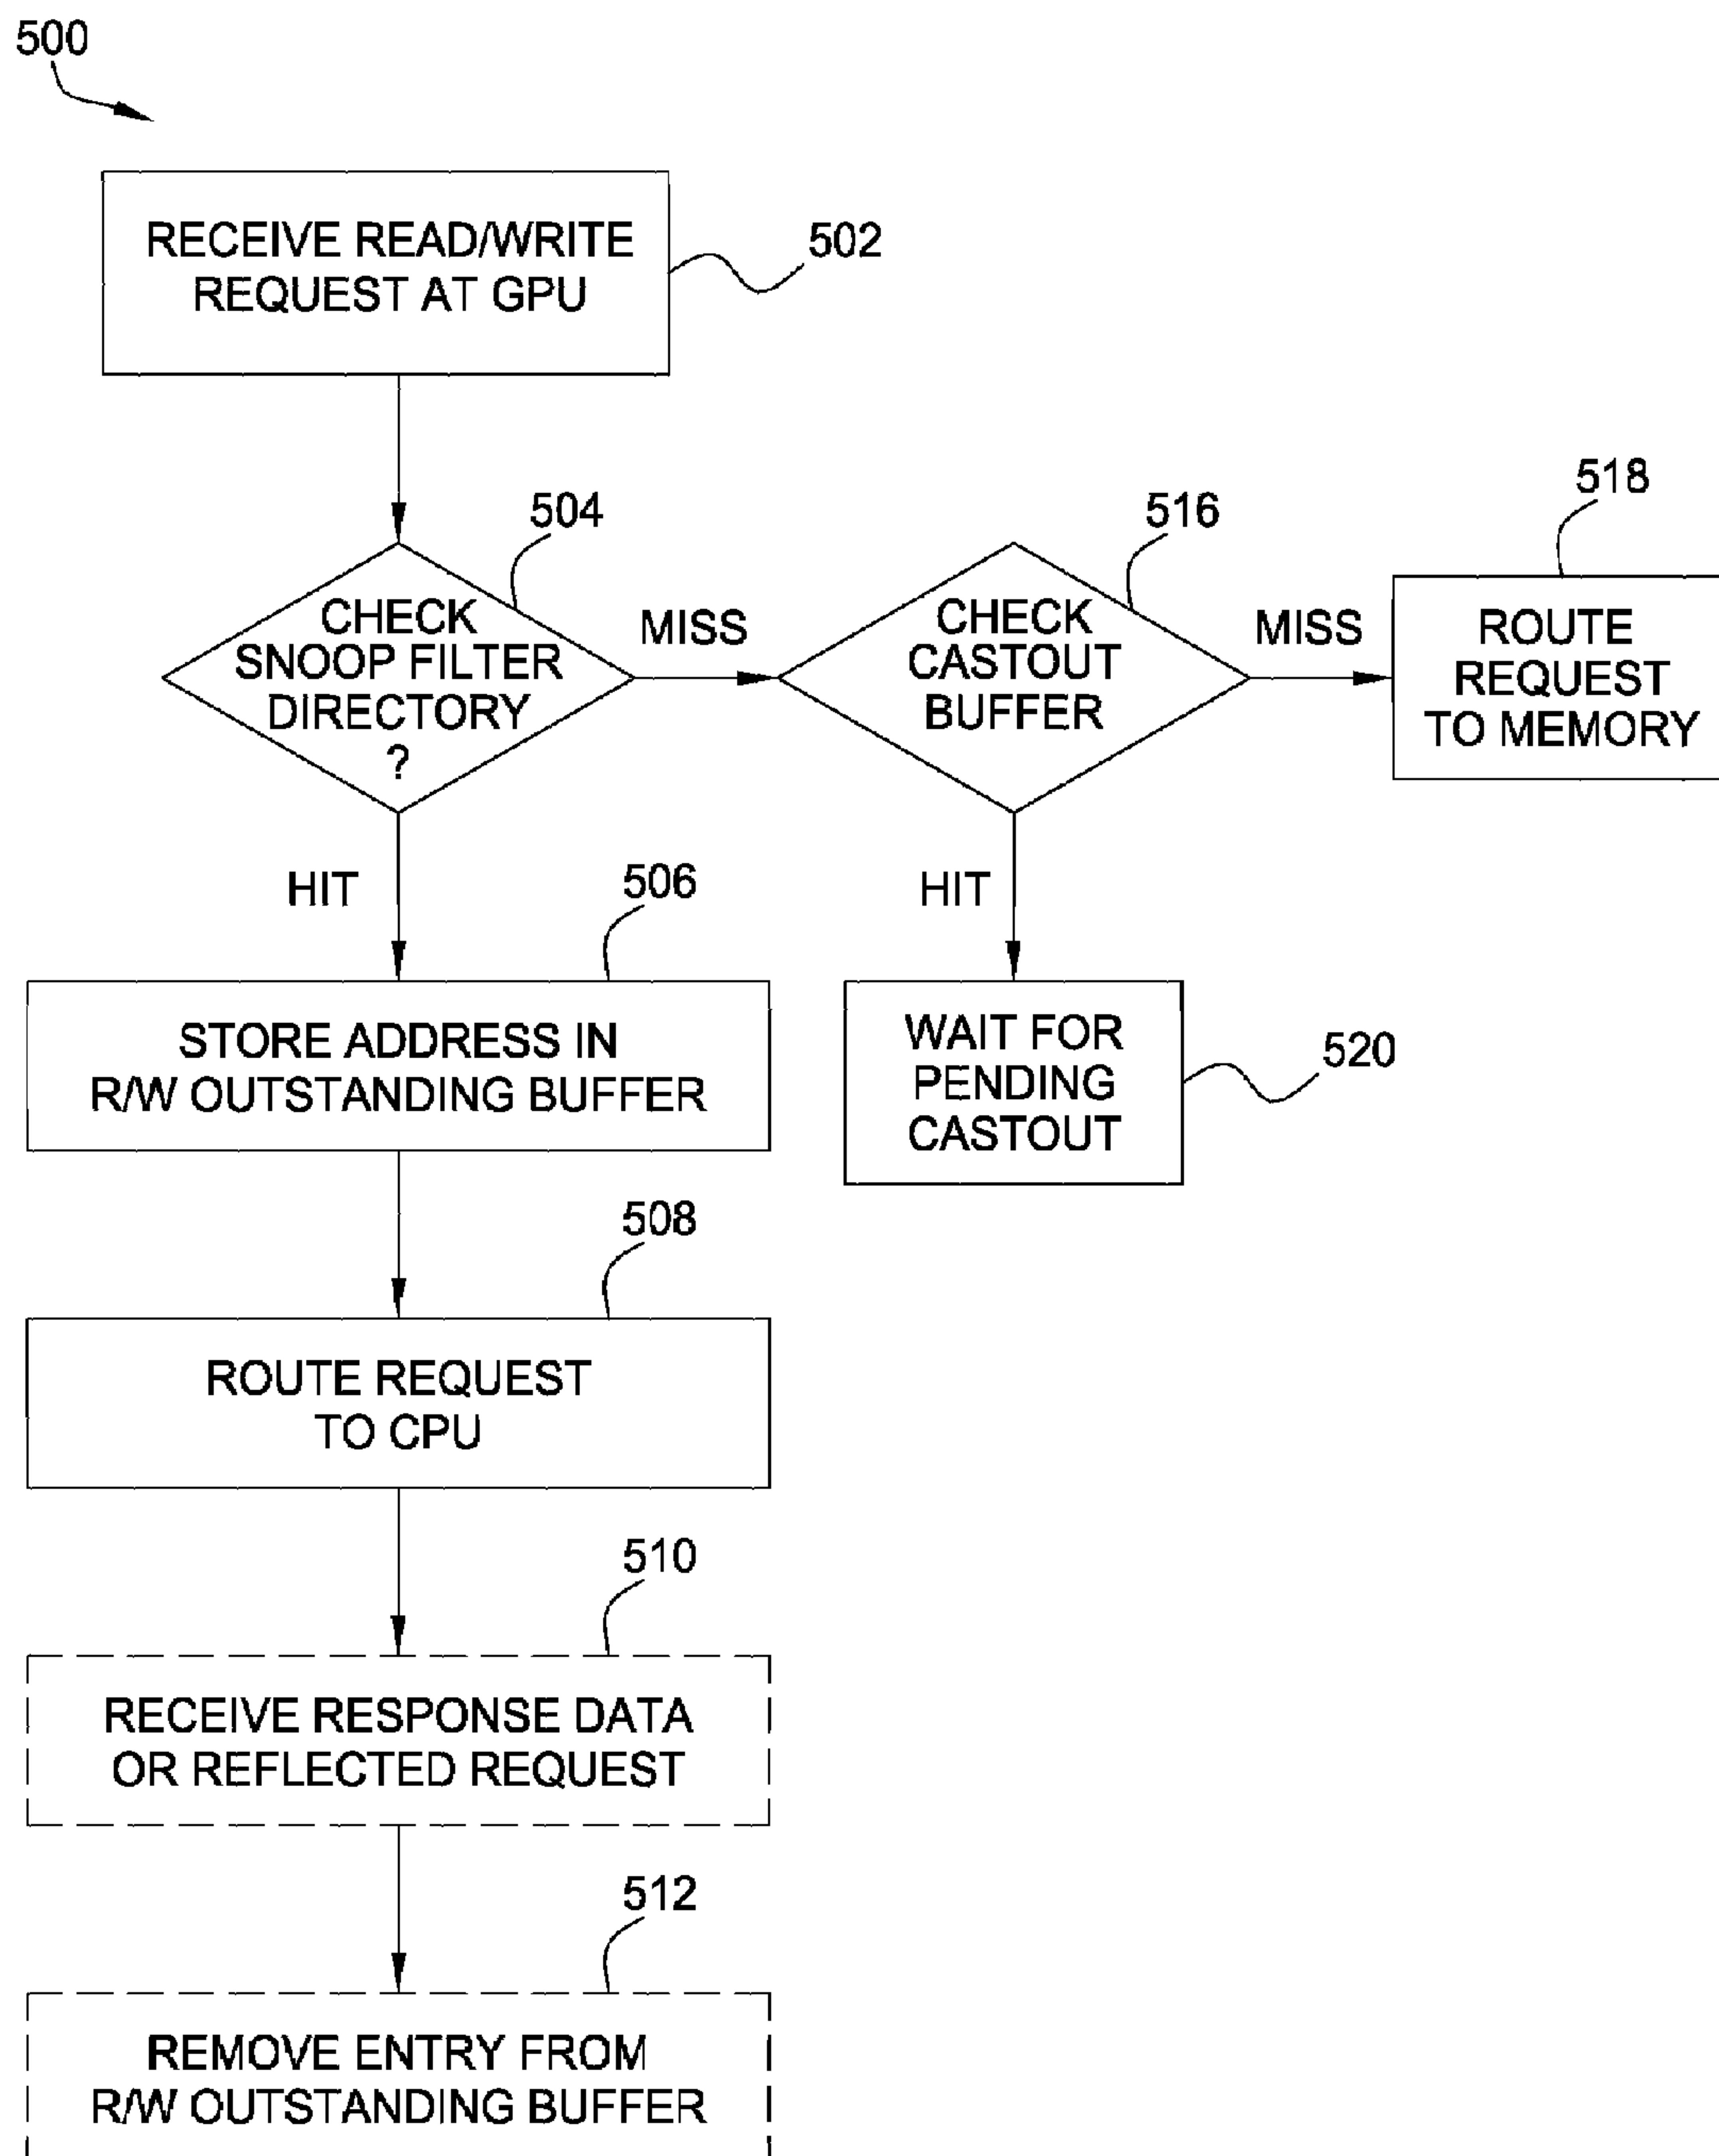 500
RECEIVE READ/WRITE
REQUEST AT GPU
502
504
CHECK
SNOOP FILTER
DIRECTORY
?
MISS
516
CHECK
CASTOUT
BUFFER
MISS
518
ROUTE
REQUEST
TO MEMORY
HIT
506
STORE ADDRESS IN
R/W OUTSTANDING BUFFER
HIT
WAIT FOR
PENDING
CASTOUT
520
508
ROUTE REQUEST
TO CPU
510
RECEIVE RESPONSE DATA
OR REFLECTED REQUEST
512
REMOVE ENTRY FROM
R/W OUTSTANDING BUFFER